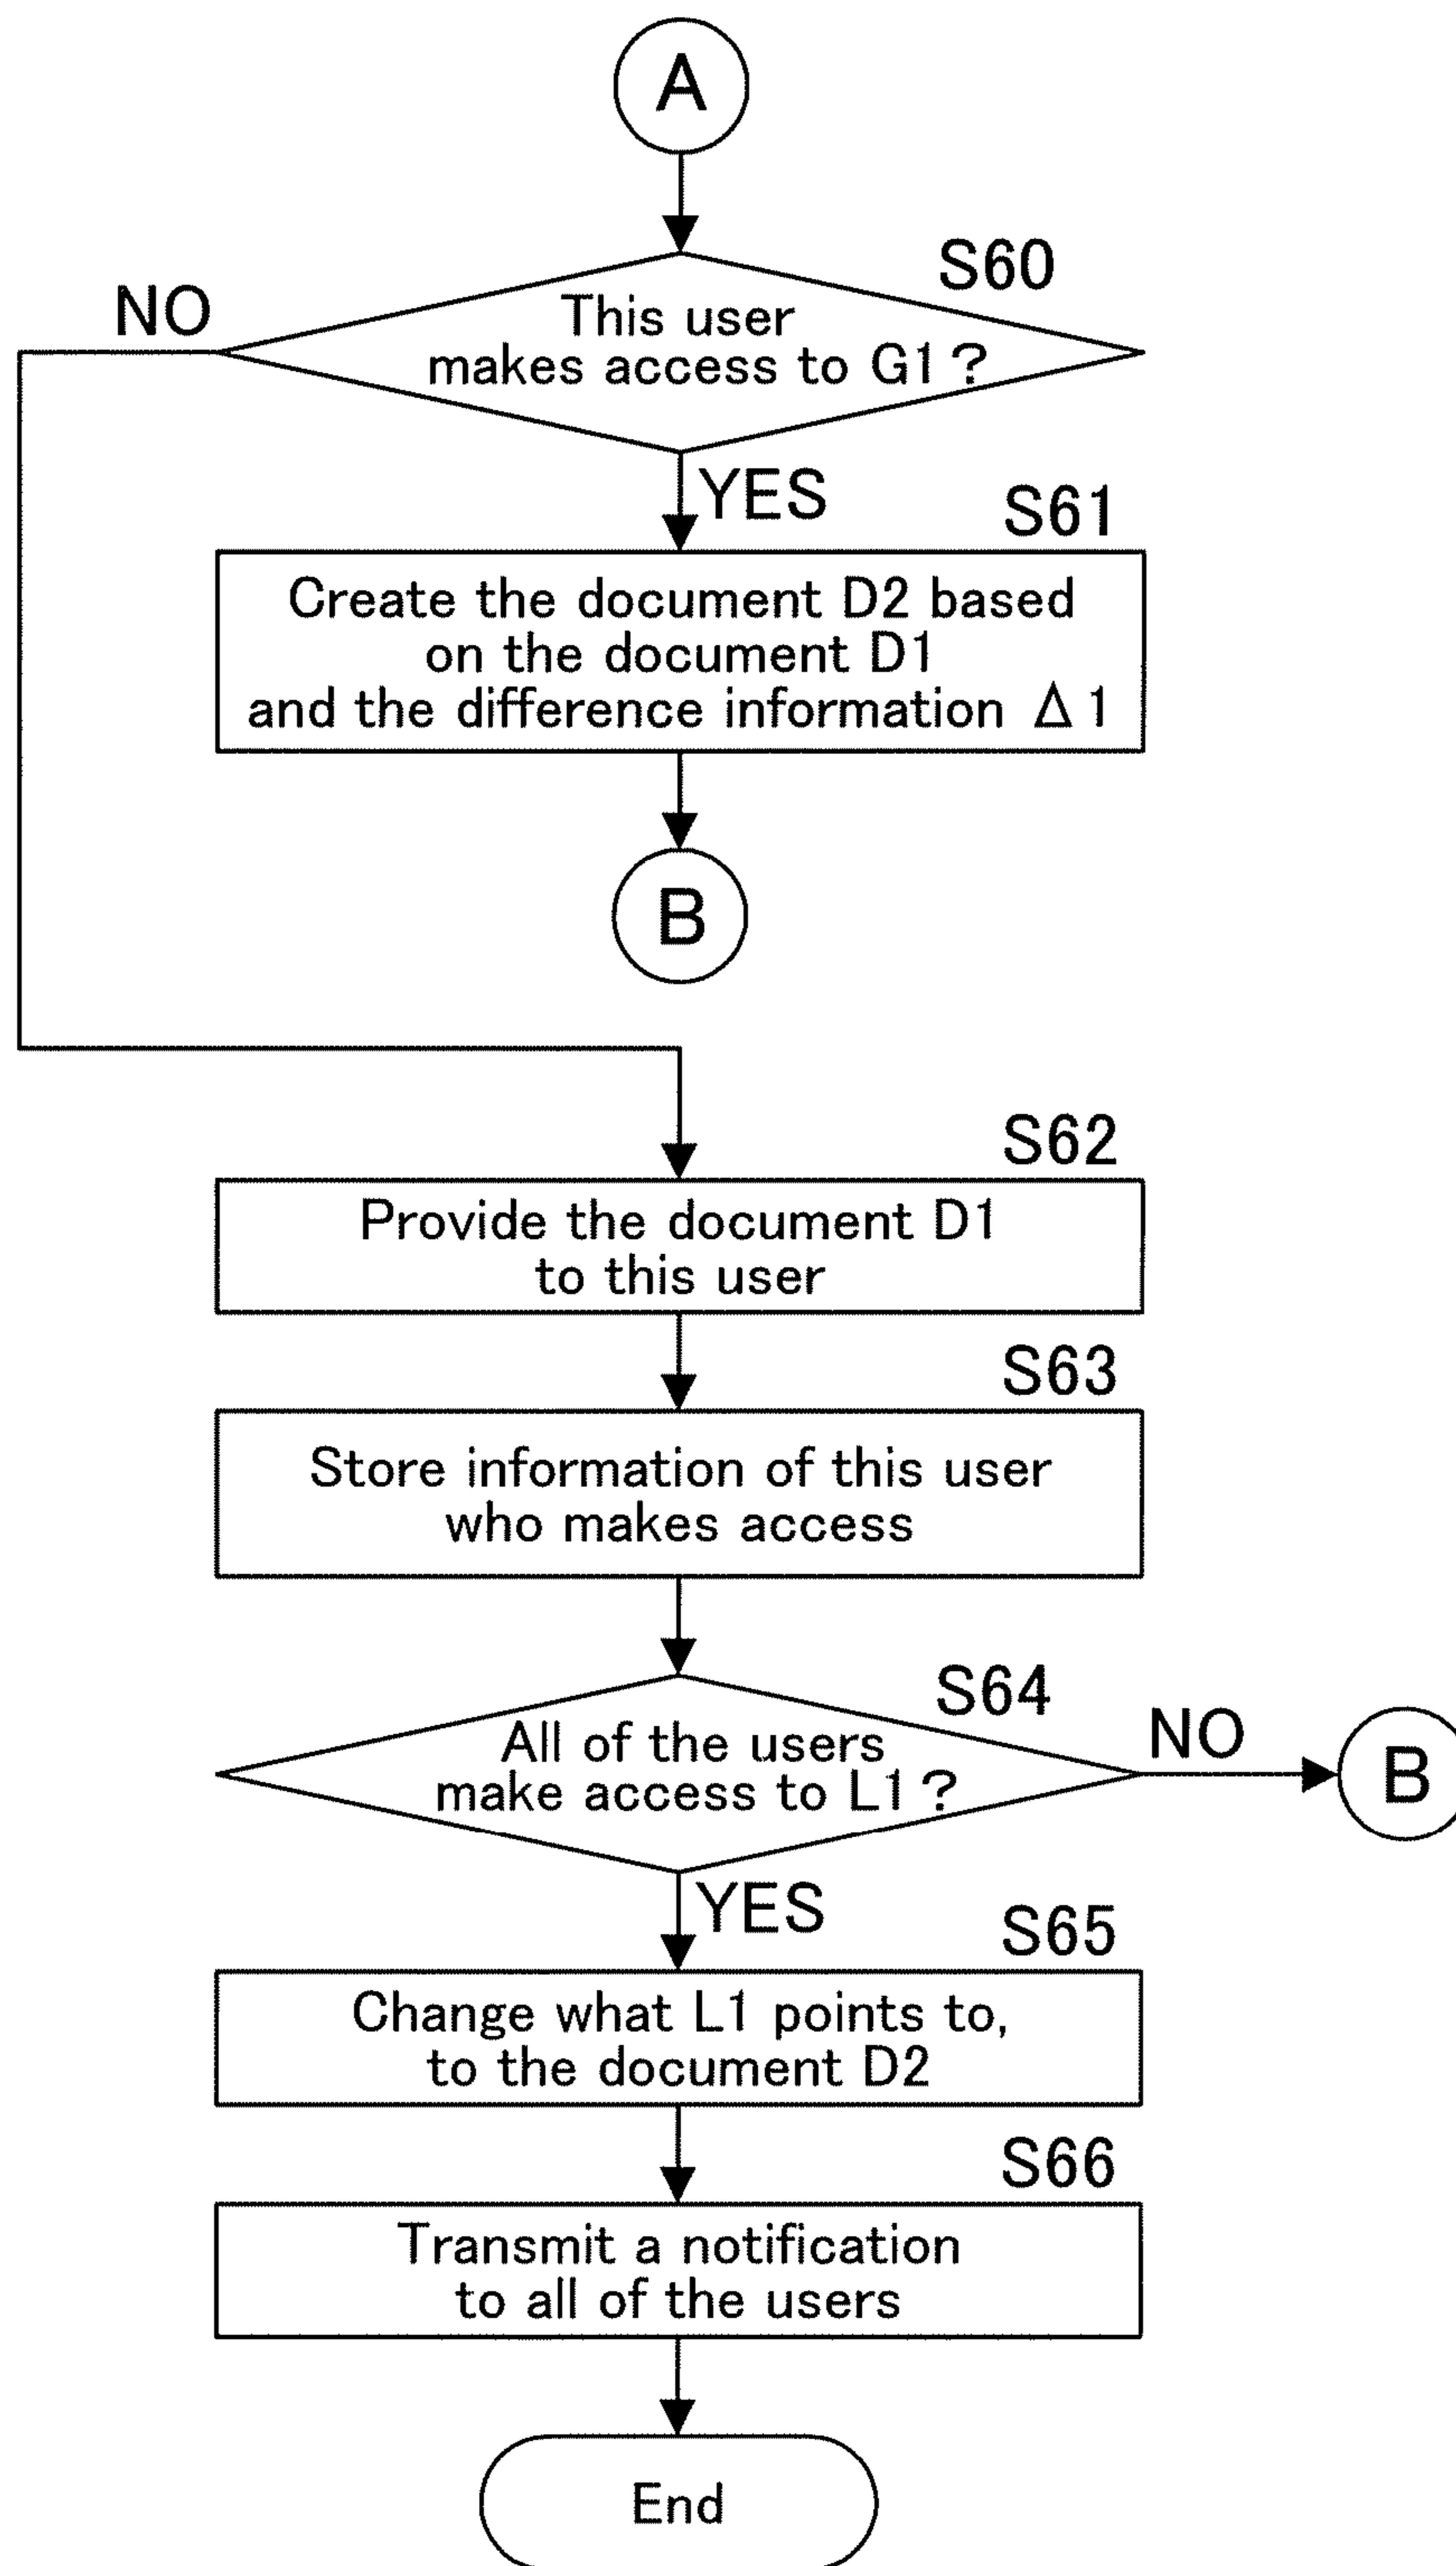 A
S60
NO
This user
makes access to G1?
YES
S61
Create the document D2 based
on the document D1
and the difference information Δ1
B
S62
Provide the document D1
to this user
S63
Store information of this user
who makes access
S64
All of the users
make access to L1?
NO
B
YES
S65
Change what L1 points to,
to the document D2
S66
Transmit a notification
to all of the users
End